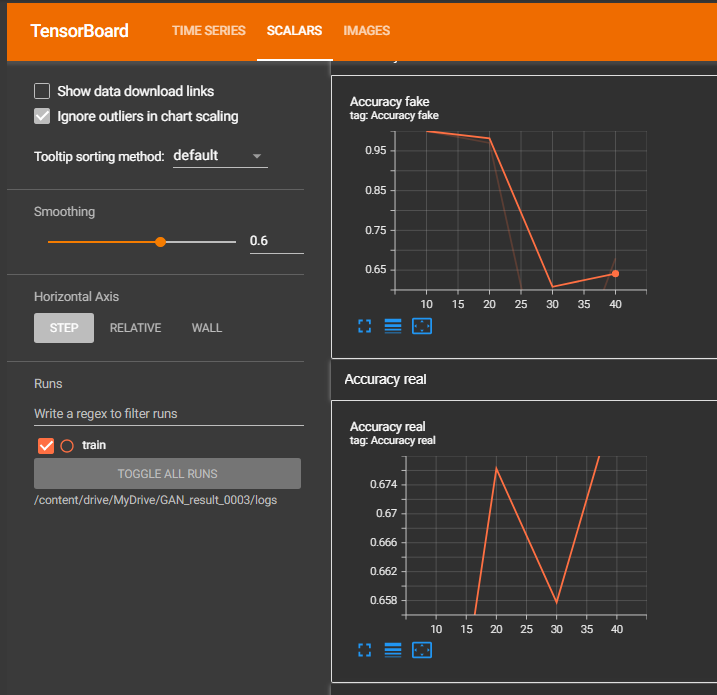 TensorBoard
TIME SERIES SCALARS IMAGES
Show data download links
Ignore outliers in chart scaling
Tooltip sorting method: default
Smoothing
0.6
Horizontal Axis
STEP RELATIVE WALL
Runs
Write a regex to filter runs
train
TOGGLE ALL RUNS
/content/drive/MyDrive/GAN_result_0003/logs
Accuracy fake
tag: Accuracy fake
0.95
0.85
0.75
0.65
10 15 20 25 30 35 40
Accuracy real
Accuracy real
tag: Accuracy real
0.674
0.67
0.666
0.662
0.658
10 15 20 25 30 35 40